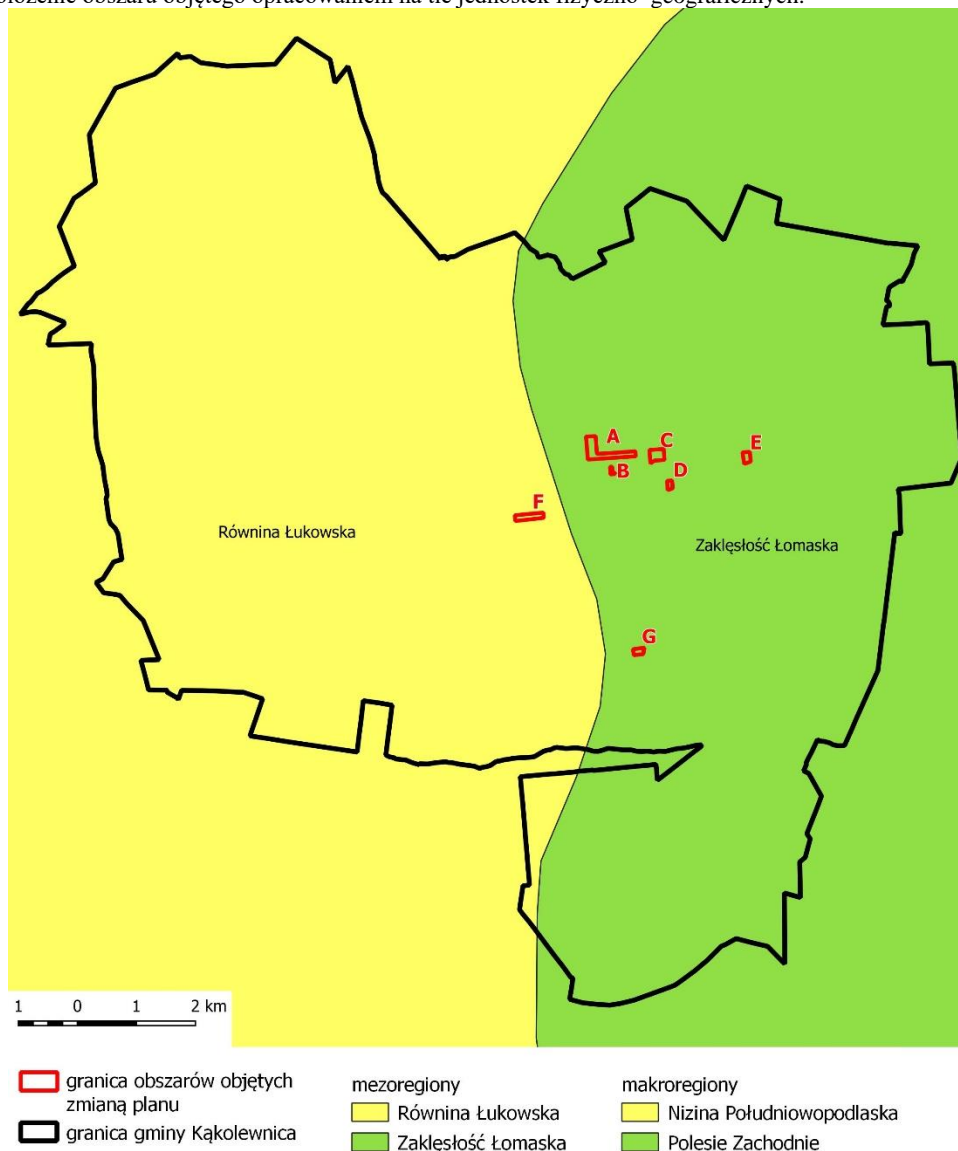 położenie obszaru objętego opracowaniem na tle jednostek fizyczno-geograficznych.
A
C
E
B
D
F
Równina Łukowska
Zaklęsłość Łomaska
G
1 0 1 2 km
granica obszarów objętych
zmianą planu
granica gminy Kąkolewnica
mezoregiony
Równina Łukowska
Zaklęsłość Łomaska
makroregiony
Nizina Południowopodlaska
Polesie Zachodnie